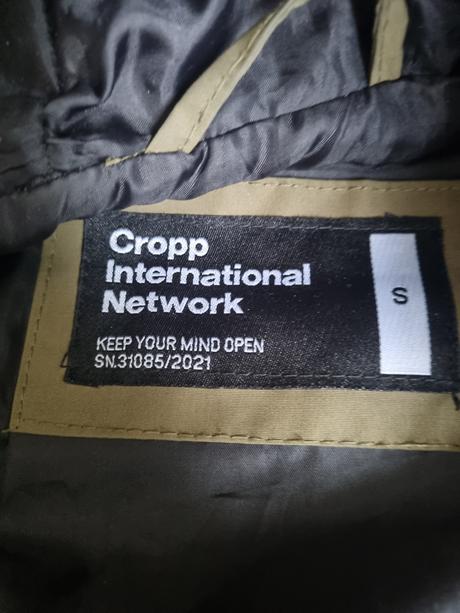 Cropp
International
Network
KEEP YOUR MIND OPEN
SN.31085/2021
S